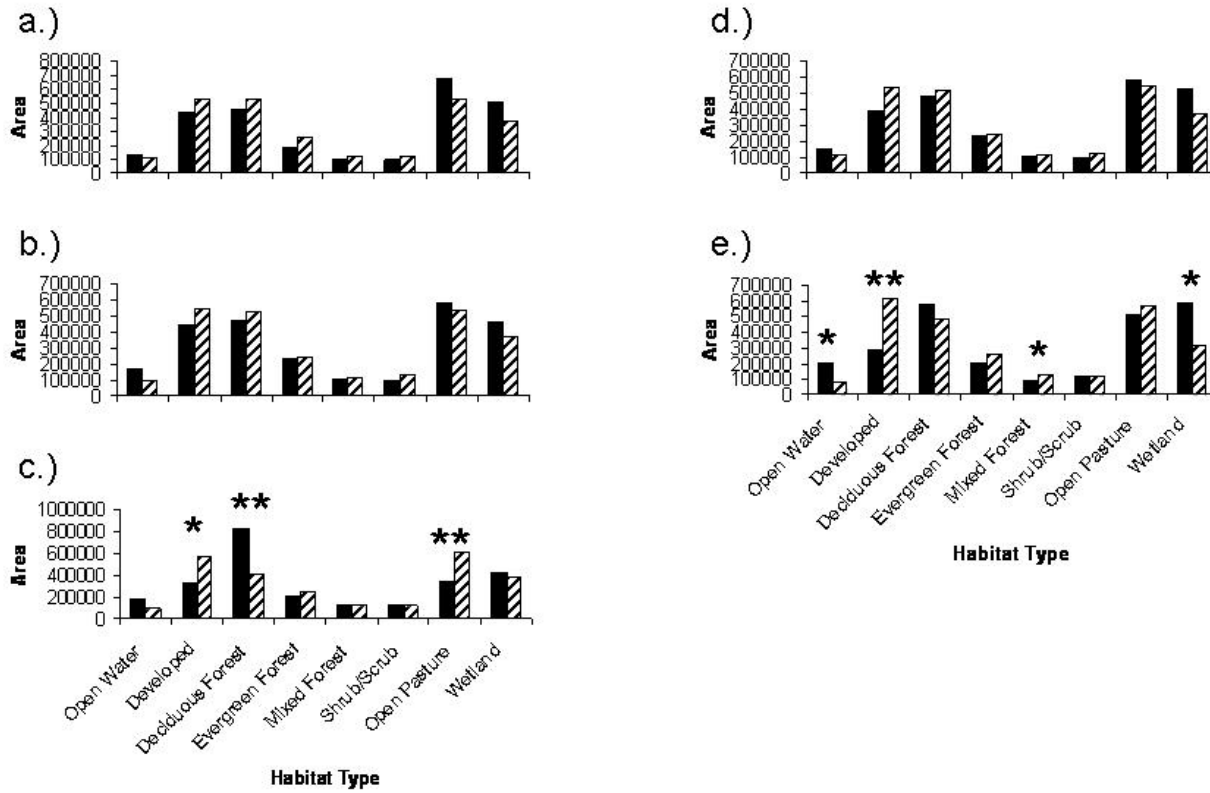 a.)
800000
700000
600000
500000
400000
300000
200000
100000
0
Area
b.)
700000
600000
500000
400000
300000
200000
100000
0
Area
c.)
**
*
**
1000000
800000
600000
400000
200000
0
Area
Open Water
Developed
Deciduous Forest
Evergreen Forest
Mixed Forest
Shrub/Scrub
Open Pasture
Wetland
Habitat Type
d.)
700000
600000
500000
400000
300000
200000
100000
0
Area
e.)
**
*
*
*
700000
600000
500000
400000
300000
200000
100000
0
Area
Open Water
Developed
Deciduous Forest
Evergreen Forest
Mixed Forest
Shrub/Scrub
Open Pasture
Wetland
Habitat Type